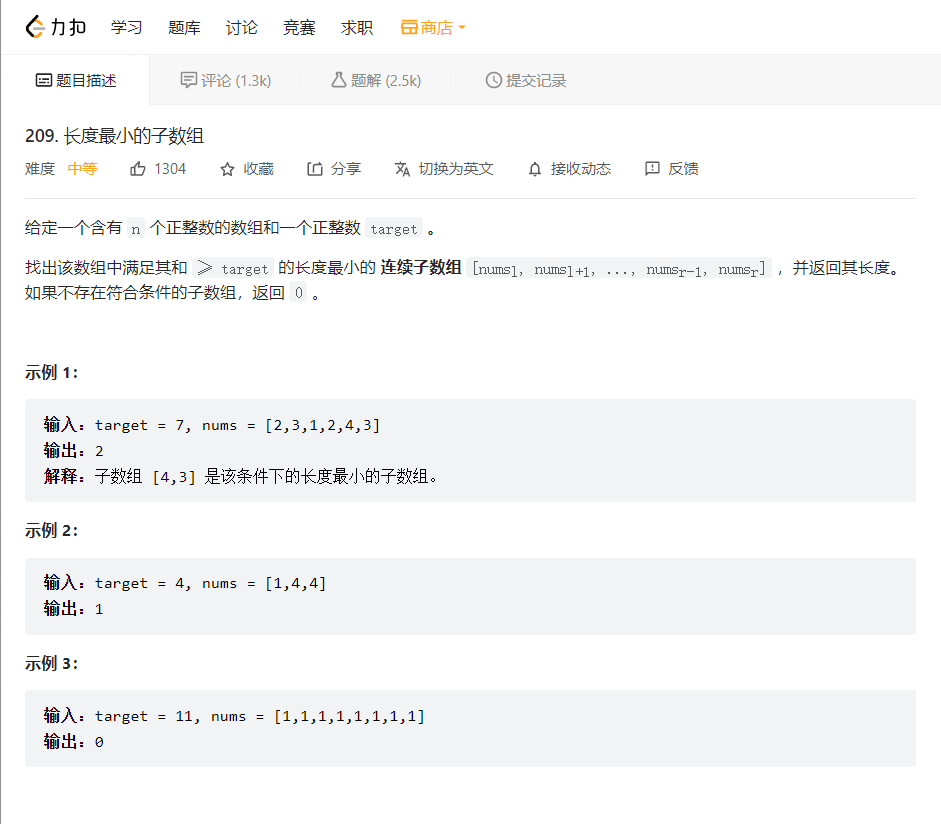 力扣 学习 题库 讨论 竞赛 求职 商店
题目描述 评论 (1.3k) 题解 (2.5k) 提交记录
209. 长度最小的子数组
难度 中等 1304 收藏 分享 切换为英文 接收动态 反馈
给定一个含有 n 个正整数的数组和一个正整数 target 。
找出该数组中满足其和 ≥ target 的长度最小的 连续子数组 [numsl, numsl+1, ..., numsr-1, numsr] ，并返回其长度。
如果不存在符合条件的子数组，返回 0 。
示例 1：
输入：target = 7, nums = [2,3,1,2,4,3]
输出：2
解释：子数组 [4,3] 是该条件下的长度最小的子数组。
示例 2：
输入：target = 4, nums = [1,4,4]
输出：1
示例 3：
输入：target = 11, nums = [1,1,1,1,1,1,1,1]
输出：0